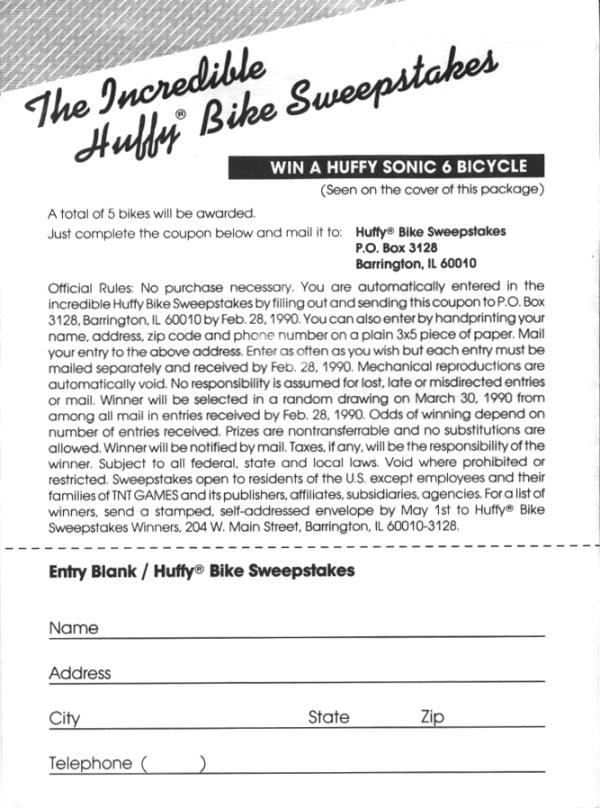 The Incredible
Huffy® Bike Sweepstakes
WIN A HUFFY SONIC 6 BICYCLE
(Seen on the cover of this package)
A total of 5 bikes will be awarded.
Just complete the coupon below and mail it to: Huffy® Bike Sweepstakes
P.O. Box 3128
Barrington, IL 60010
Official Rules: No purchase necessary. You are automatically entered in the
incredible Huffy Bike Sweepstakes by filling out and sending this coupon to P.O. Box
3128, Barrington, IL 60010 by Feb. 28, 1990. You can also enter by handprinting your
name, address, zip code and phone number on a plain 3x5 piece of paper. Mail
your entry to the above address. Enter as often as you wish but each entry must be
mailed separately and received by Feb. 28, 1990. Mechanical reproductions are
automatically void. No responsibility is assumed for lost, late or misdirected entries
or mail. Winner will be selected in a random drawing on March 30, 1990 from
among all mail in entries received by Feb. 28, 1990. Odds of winning depend on
number of entries received. Prizes are nontransferrable and no substitutions are
allowed. Winner will be notified by mail. Taxes, if any, will be the responsibility of the
winner. Subject to all federal, state and local laws. Void where prohibited or
restricted. Sweepstakes open to residents of the U.S. except employees and their
families of TNT GAMES and its publishers, affiliates, subsidiaries, agencies. For a list of
winners, send a stamped, self-addressed envelope by May 1st to Huffy® Bike
Sweepstakes Winners, 204 W. Main Street, Barrington, IL 60010-3128.
Entry Blank / Huffy® Bike Sweepstakes
Name
Address
City State Zip
Telephone ( )